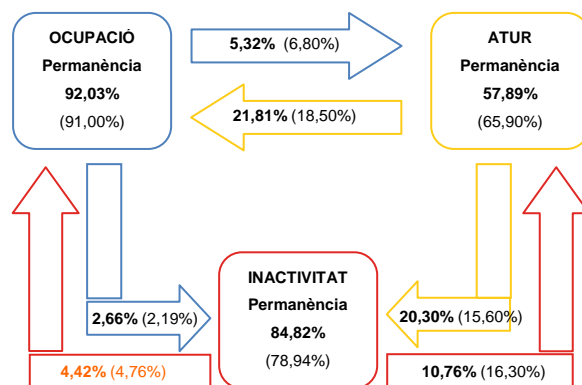 OCUPACIÓ
Permanència
92,03%
(91,00%)
5,32% (6,80%)
21,81% (18,50%)
ATUR
Permanència
57,89%
(65,90%)
INACTIVITAT
Permanència
84,82%
(78,94%)
2,66% (2,19%)
20,30% (15,60%)
4,42% (4,76%)
10,76% (16,30%)